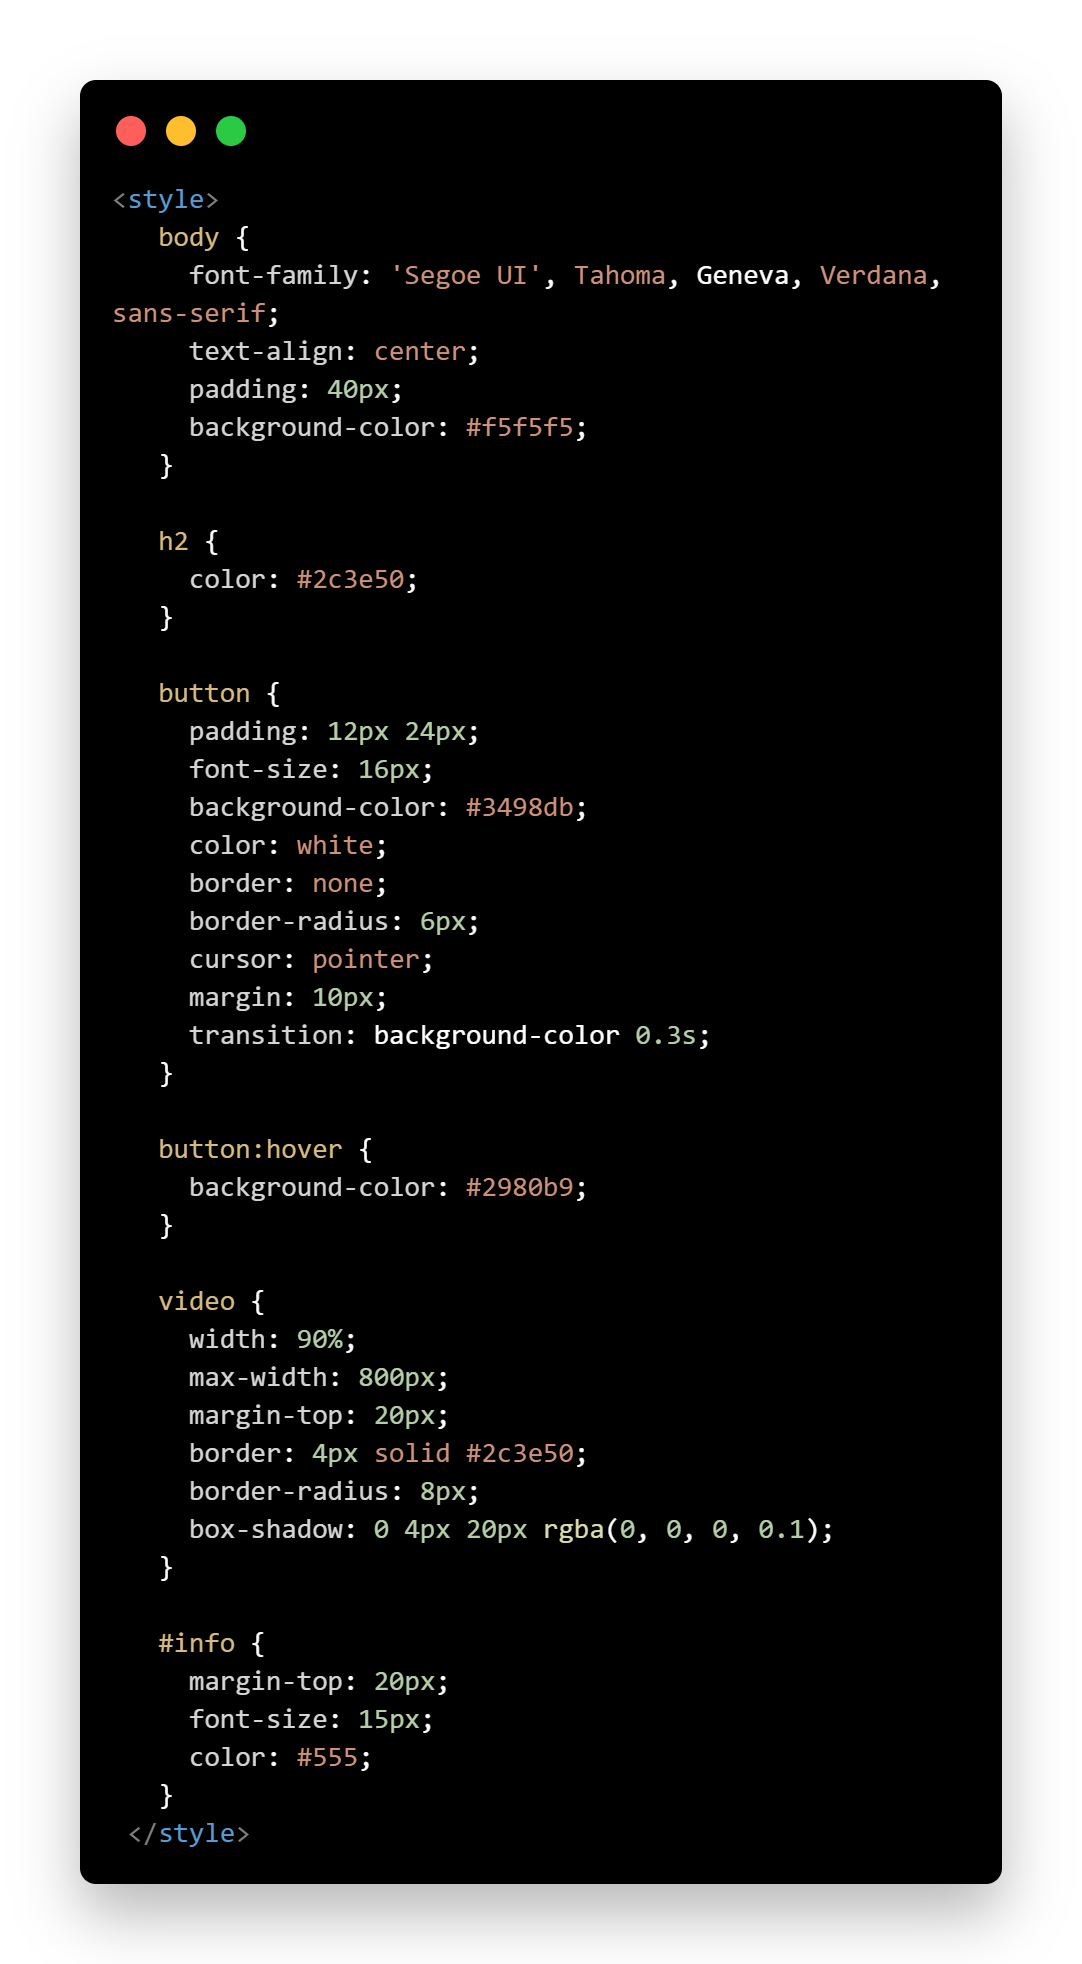 <style>
body {
font-family: 'Segoe UI', Tahoma, Geneva, Verdana,
sans-serif;
text-align: center;
padding: 40px;
background-color: #f5f5f5;
}
h2 {
color: #2c3e50;
}
button {
padding: 12px 24px;
font-size: 16px;
background-color: #3498db;
color: white;
border: none;
border-radius: 6px;
cursor: pointer;
margin: 10px;
transition: background-color 0.3s;
}
button:hover {
background-color: #2980b9;
}
video {
width: 90%;
max-width: 800px;
margin-top: 20px;
border: 4px solid #2c3e50;
border-radius: 8px;
box-shadow: 0 4px 20px rgba(0, 0, 0, 0.1);
}
#info {
margin-top: 20px;
font-size: 15px;
color: #555;
}
</style>